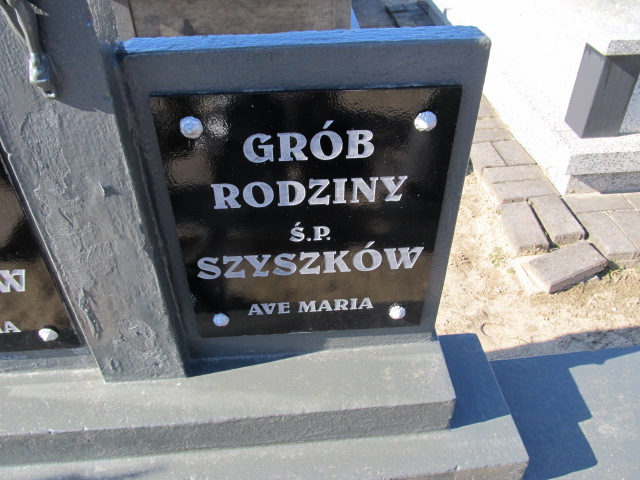 GRÓB
RODZINY
Ś.P.
SZYSZKÓW
AVE MARIA